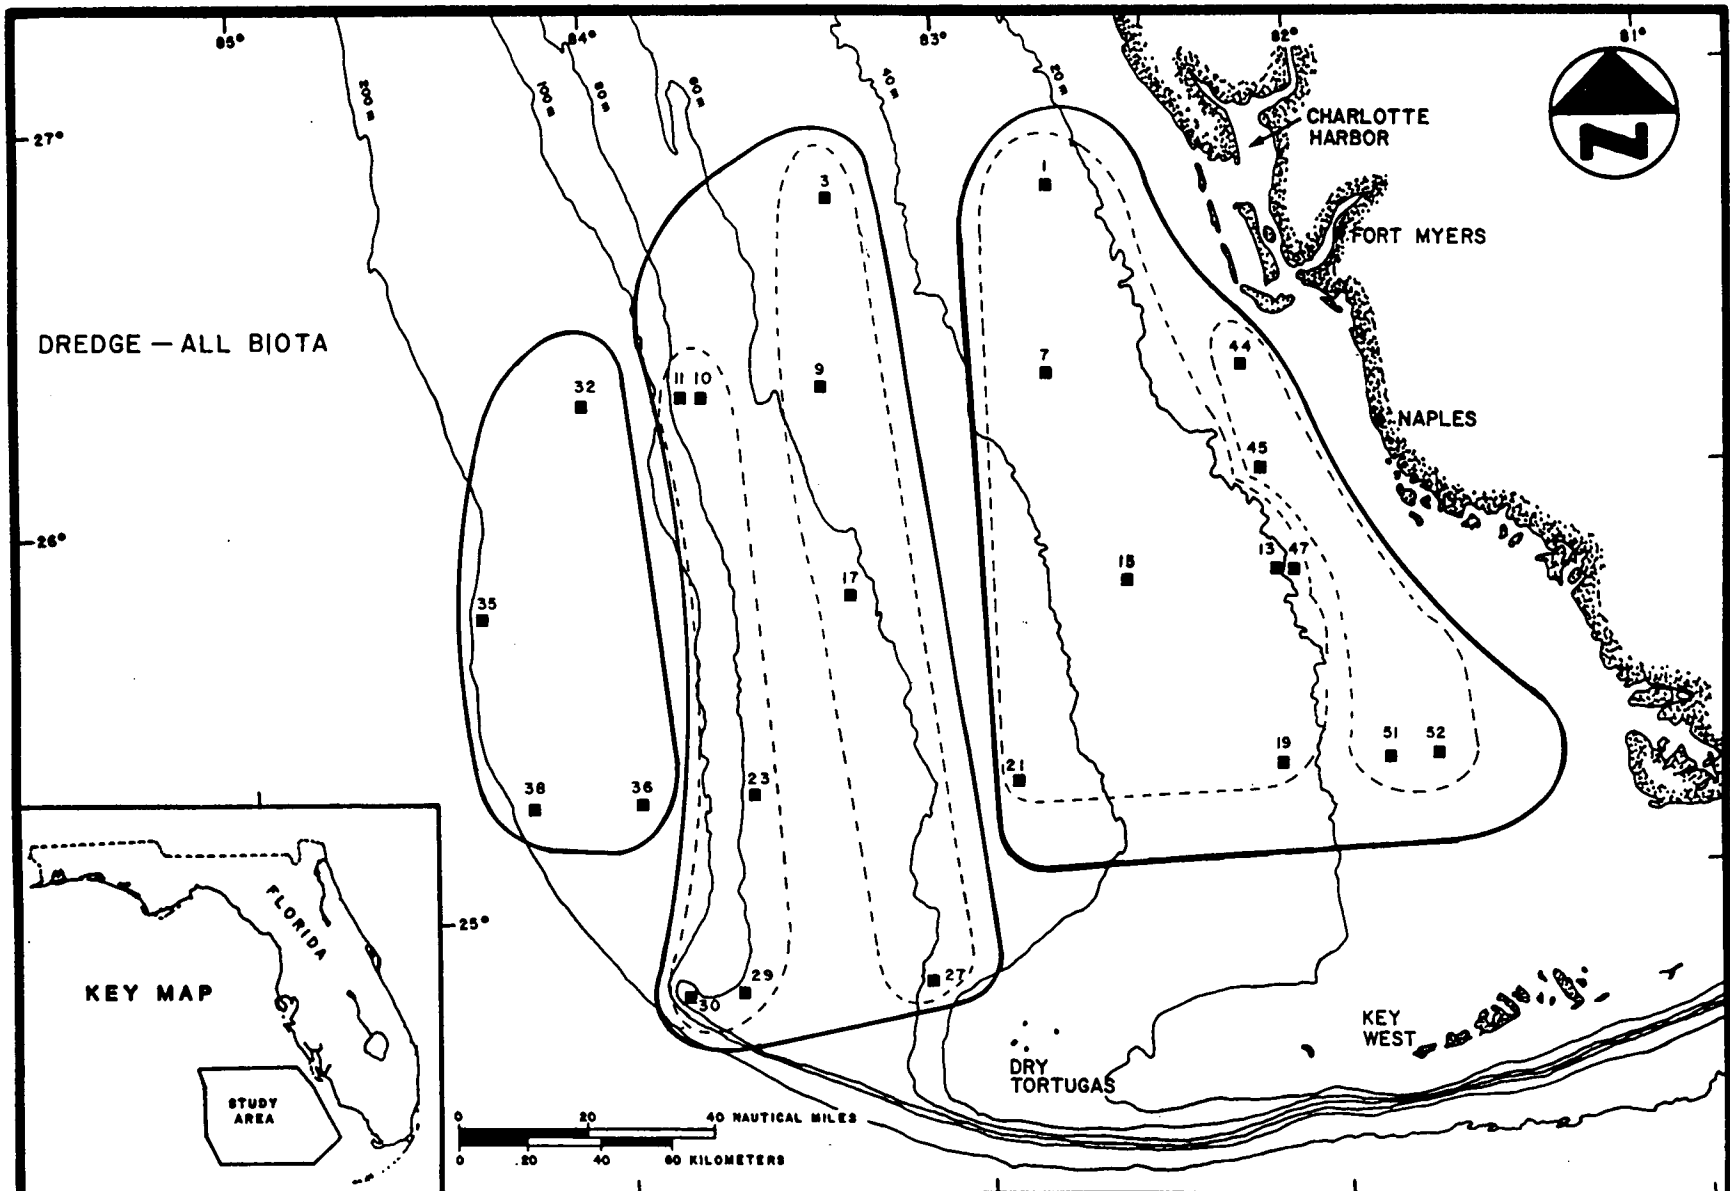 85°
84°
83°
82°
81°
200 m
100 m
80 m
60 m
40 m
20 m
27°
CHARLOTTE
HARBOR
N
3
1
FORT MYERS
DREDGE — ALL BIOTA
32
11 10
9
7
44
NAPLES
45
26°
35
17
15
13 47
38
36
23
21
19
51
52
FLORIDA
25°
KEY MAP
30
29
27
KEY
WEST
DRY
TORTUGAS
STUDY
AREA
0 20 40 NAUTICAL MILES
0 20 40 60 KILOMETERS